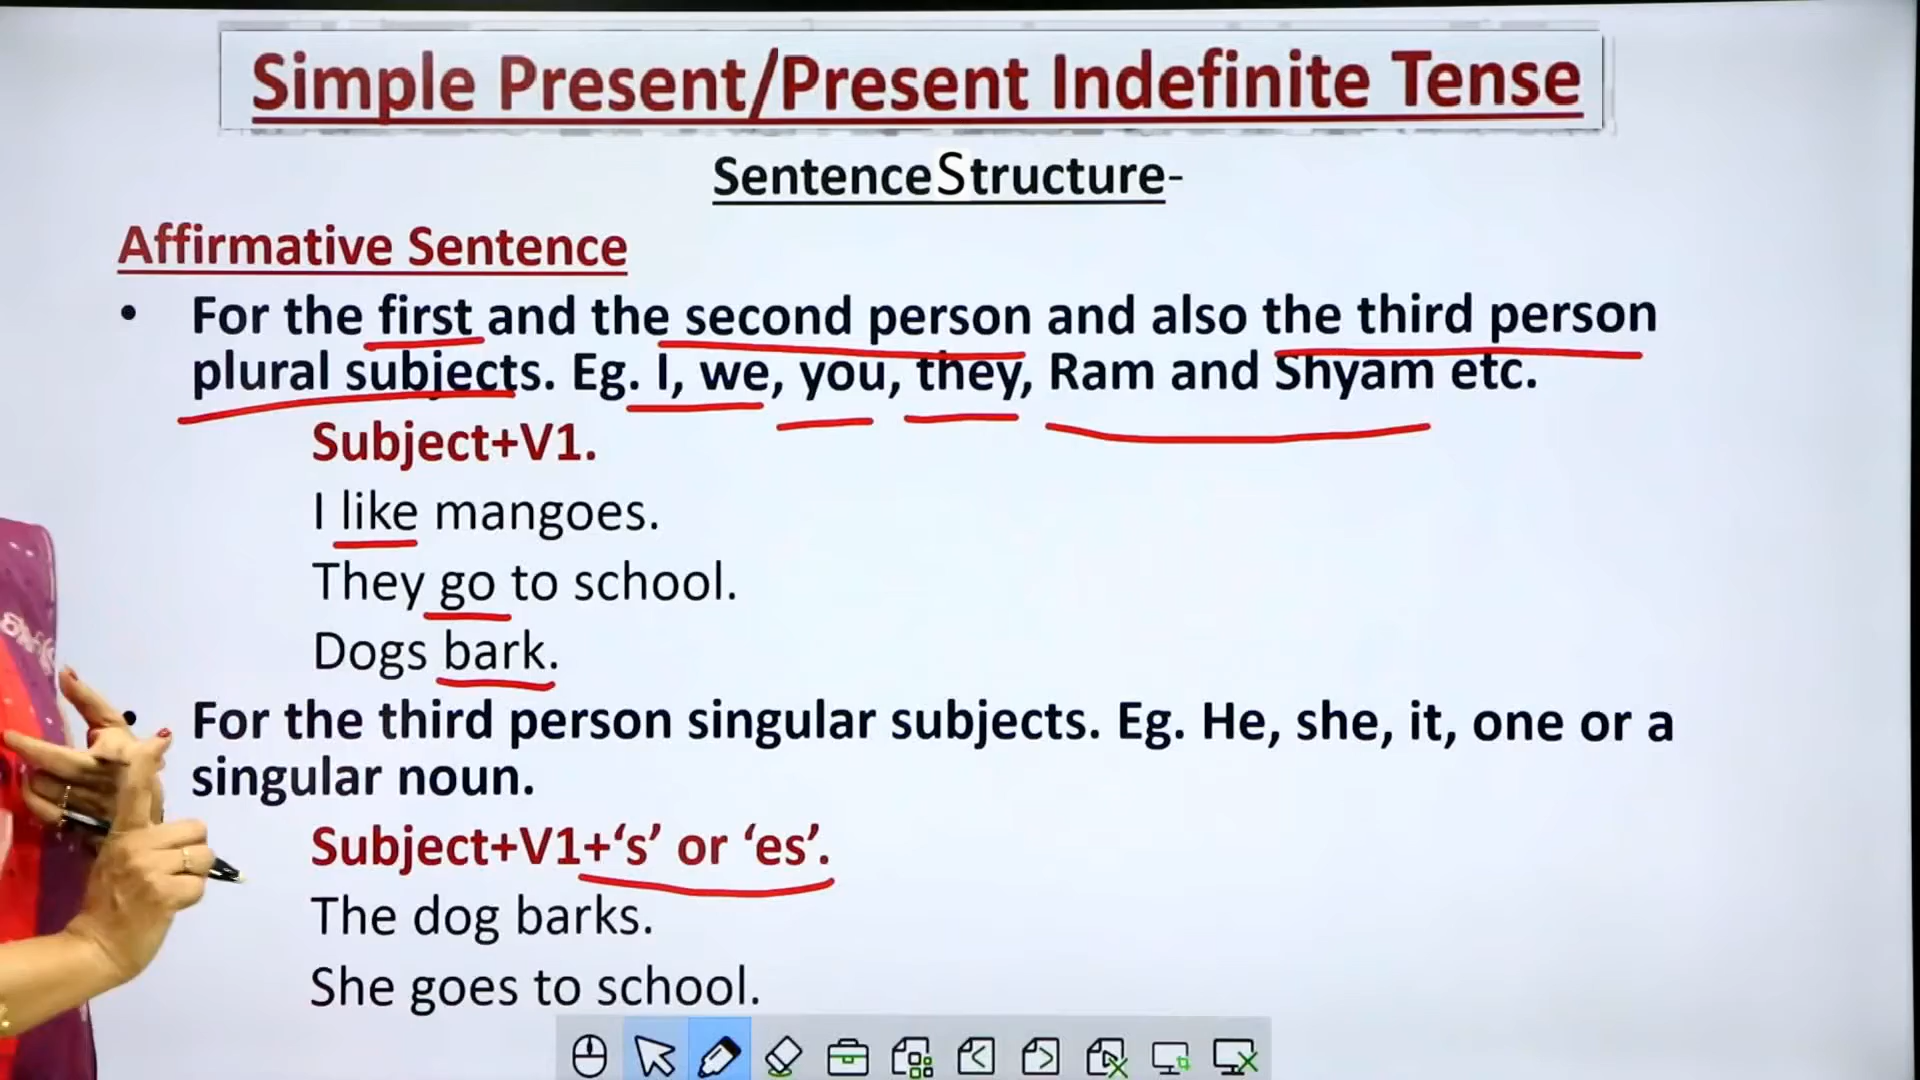 Simple Present/Present Indefinite Tense
Sentence Structure-
Affirmative Sentence
• For the first and the second person and also the third person
plural subjects. Eg. I, we, you, they, Ram and Shyam etc.
Subject+V1.
I like mangoes.
They go to school.
Dogs bark.
• For the third person singular subjects. Eg. He, she, it, one or a
singular noun.
Subject+V1+‘s’ or ‘es’.
The dog barks.
She goes to school.